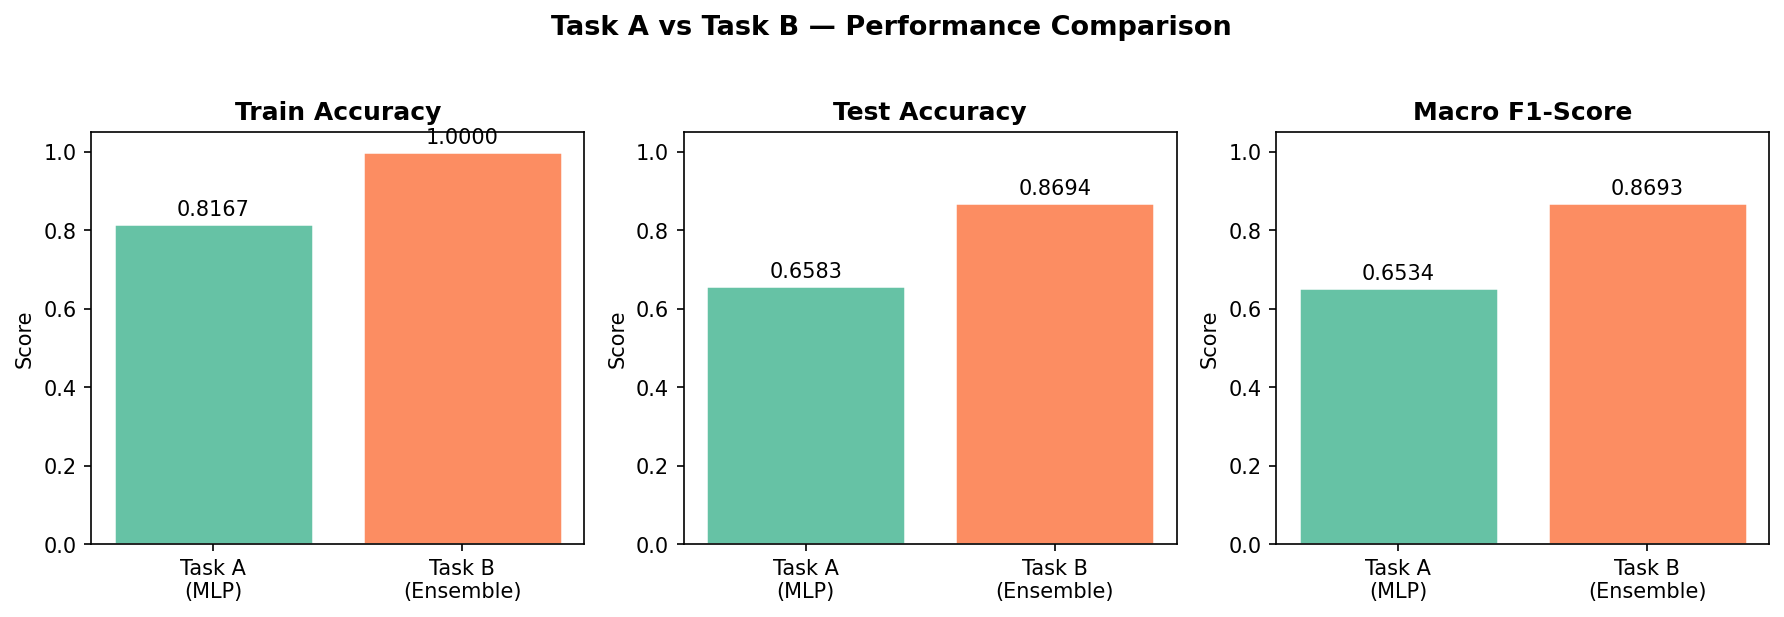 Task A vs Task B — Performance Comparison
Train Accuracy
1.0000
0.8167
1.0
0.8
0.6
0.4
0.2
0.0
Score
Task A
(MLP)
Task B
(Ensemble)
Test Accuracy
0.8694
0.6583
1.0
0.8
0.6
0.4
0.2
0.0
Score
Task A
(MLP)
Task B
(Ensemble)
Macro F1-Score
0.8693
0.6534
1.0
0.8
0.6
0.4
0.2
0.0
Score
Task A
(MLP)
Task B
(Ensemble)